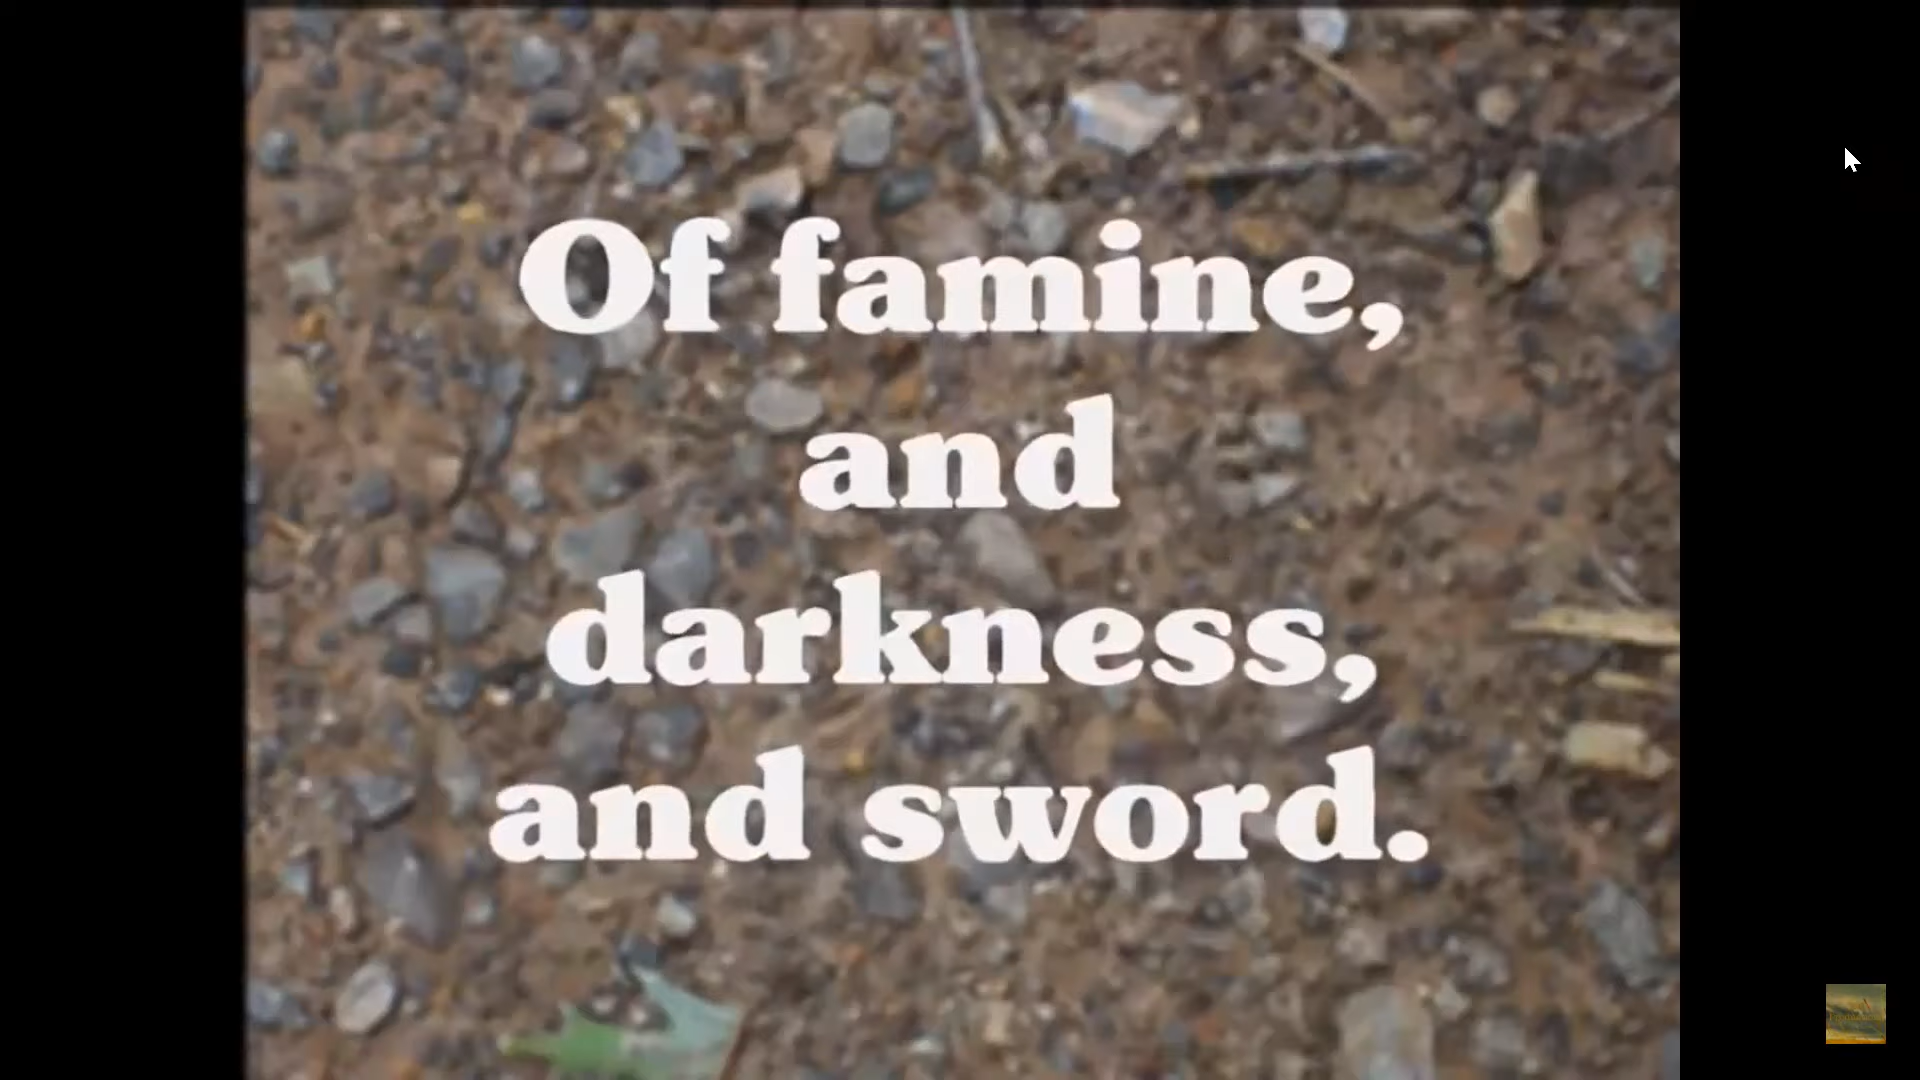 Of famine,
and
darkness,
and sword.